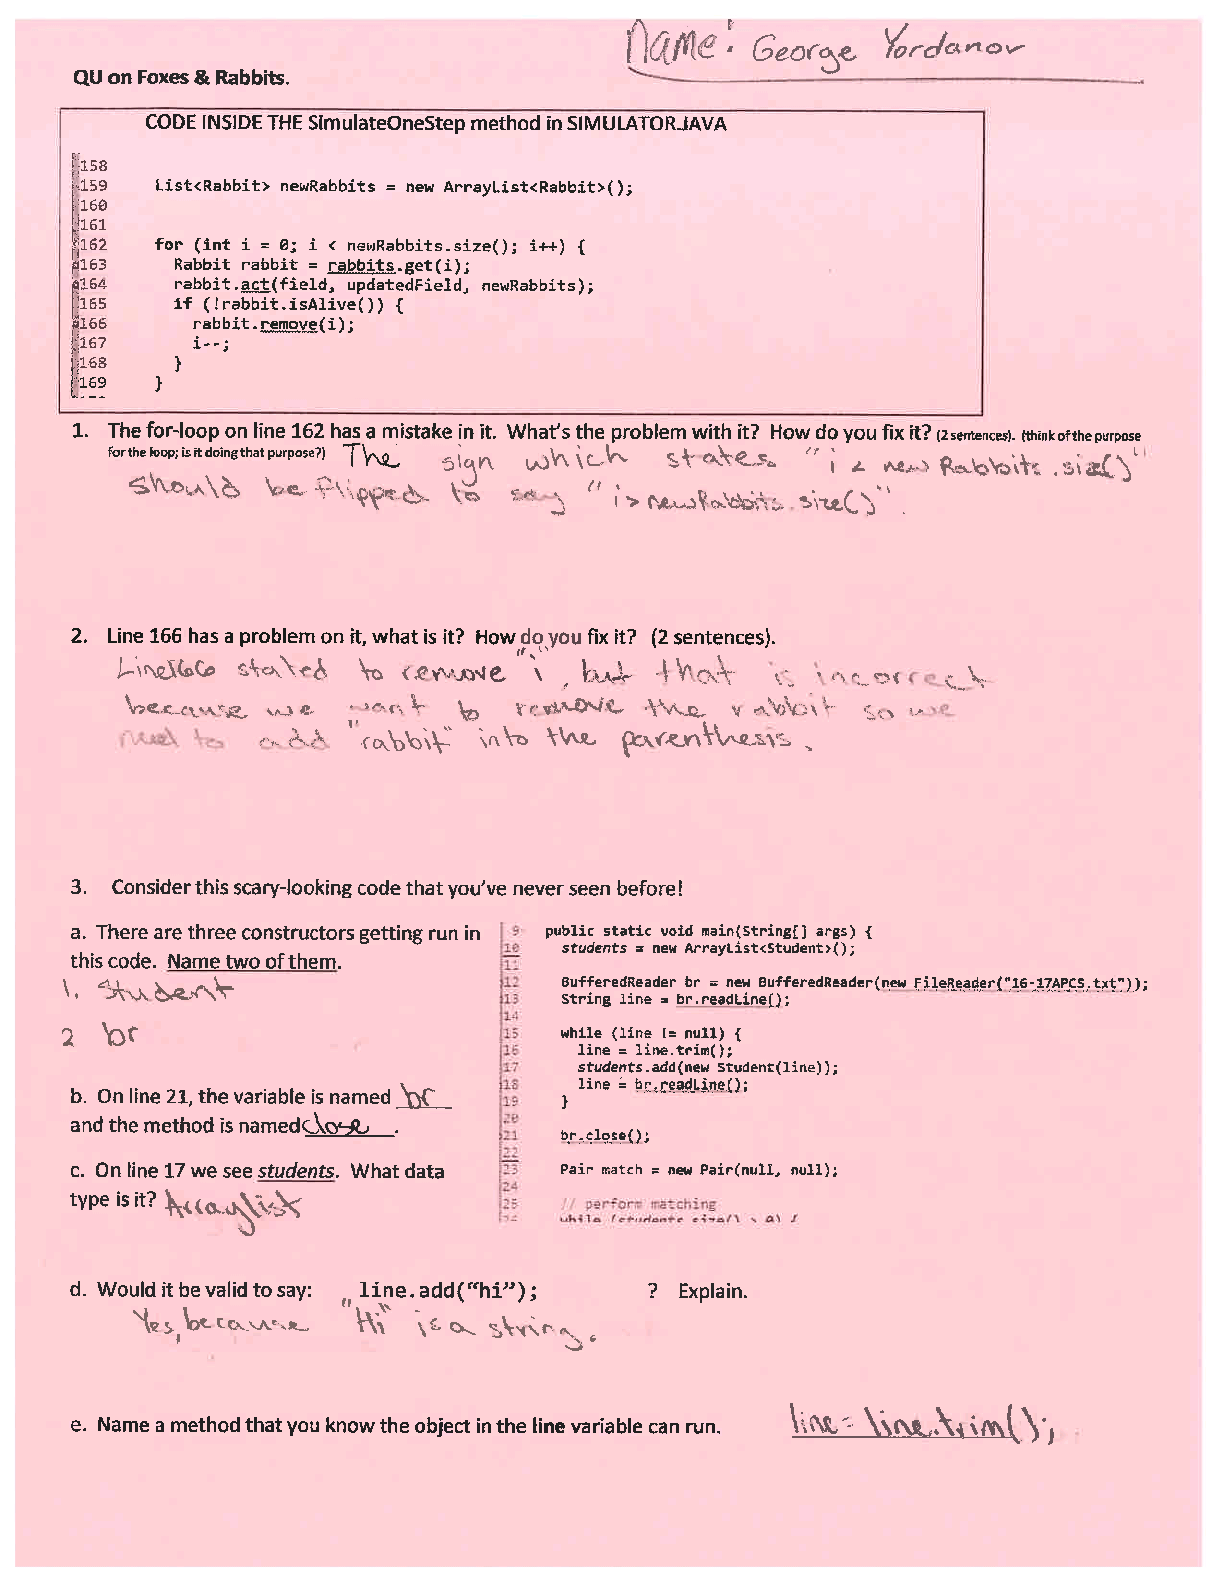 Name: George Yordanov
QU on Foxes & Rabbits.
CODE INSIDE THE SimulateOneStep method in SIMULATOR.JAVA
158
159 List<Rabbit> newRabbits = new ArrayList<Rabbit>();
160
161
162 for (int i = 0; i < newRabbits.size(); i++) {
163 Rabbit rabbit = rabbits.get(i);
164 rabbit.act(field, updatedField, newRabbits);
165 if (!rabbit.isAlive()) {
166 rabbit.remove(i);
167 i--;
168 }
169 }
1. The for-loop on line 162 has a mistake in it. What's the problem with it? How do you fix it? (2 sentences). (think of the purpose
for the loop; is it doing that purpose?) The sign which states "i < newRabbits.size()"
should be flipped to say "i > newRabbits.size()".
2. Line 166 has a problem on it, what is it? How do you fix it? (2 sentences).
Line 166 stated to remove "i", but that is incorrect
because we want to remove the rabbit so we
need to add "rabbit" into the parenthesis.
3. Consider this scary-looking code that you've never seen before!
a. There are three constructors getting run in
this code. Name two of them.
1. Student
2 br
b. On line 21, the variable is named br
and the method is named close.
c. On line 17 we see students. What data
type is it? Arraylist
9 public static void main(String[] args) {
10 students = new ArrayList<Student>();
11
12 BufferedReader br = new BufferedReader(new FileReader("16-17APCS.txt"));
13 String line = br.readLine();
14
15 while (line != null) {
16 line = line.trim();
17 students.add(new Student(line));
18 line = br.readLine();
19 }
20
21 br.close();
22
23 Pair match = new Pair(null, null);
24
25 // perform matching
while (students.size() > 0) {
d. Would it be valid to say: line.add("hi"); ? Explain.
Yes, because "Hi" is a string.
e. Name a method that you know the object in the line variable can run. line = line.trim();